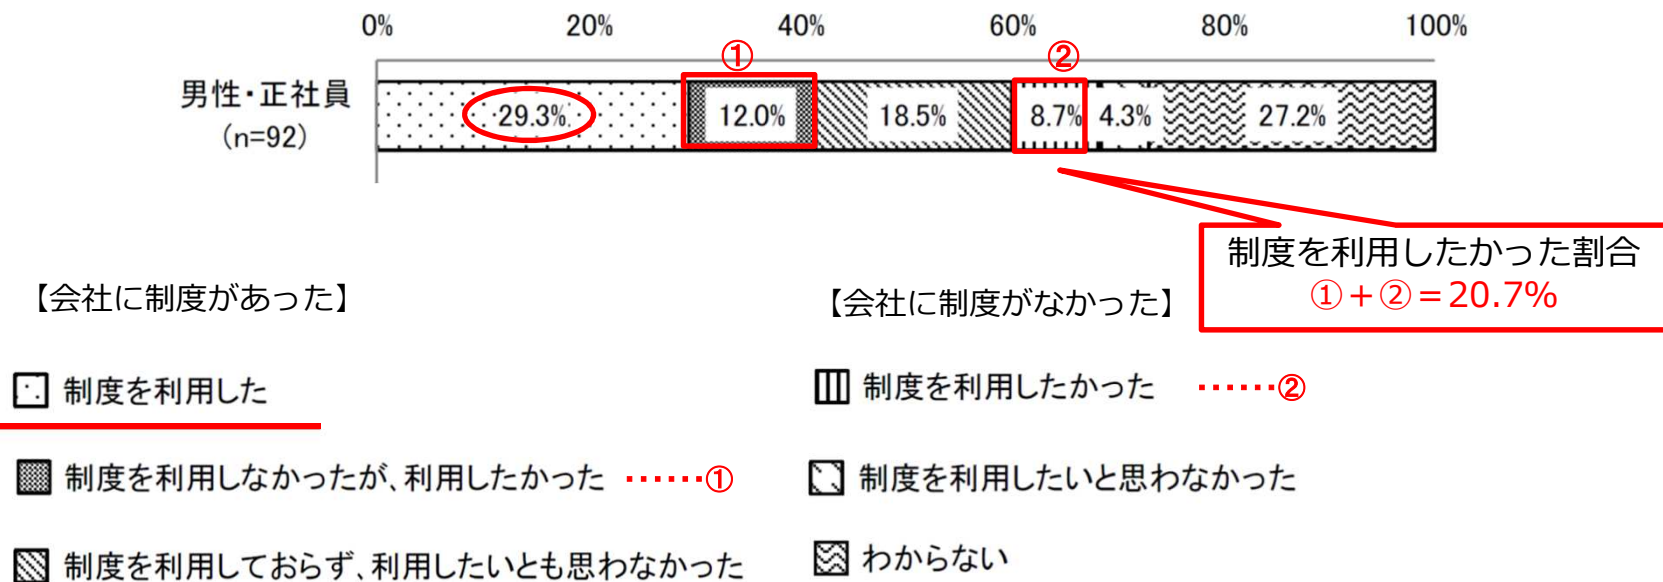 0% 20% 40% 60% 80% 100%
① ②
男性・正社員
(n=92)
29.3% 12.0% 18.5% 8.7% 4.3% 27.2%
制度を利用したかった割合
①+②=20.7%
【会社に制度があった】
制度を利用した
制度を利用しなかったが、利用したかった ‥‥‥①
制度を利用しておらず、利用したいとも思わなかった
【会社に制度がなかった】
制度を利用したかった ‥‥‥②
制度を利用したいと思わなかった
わからない